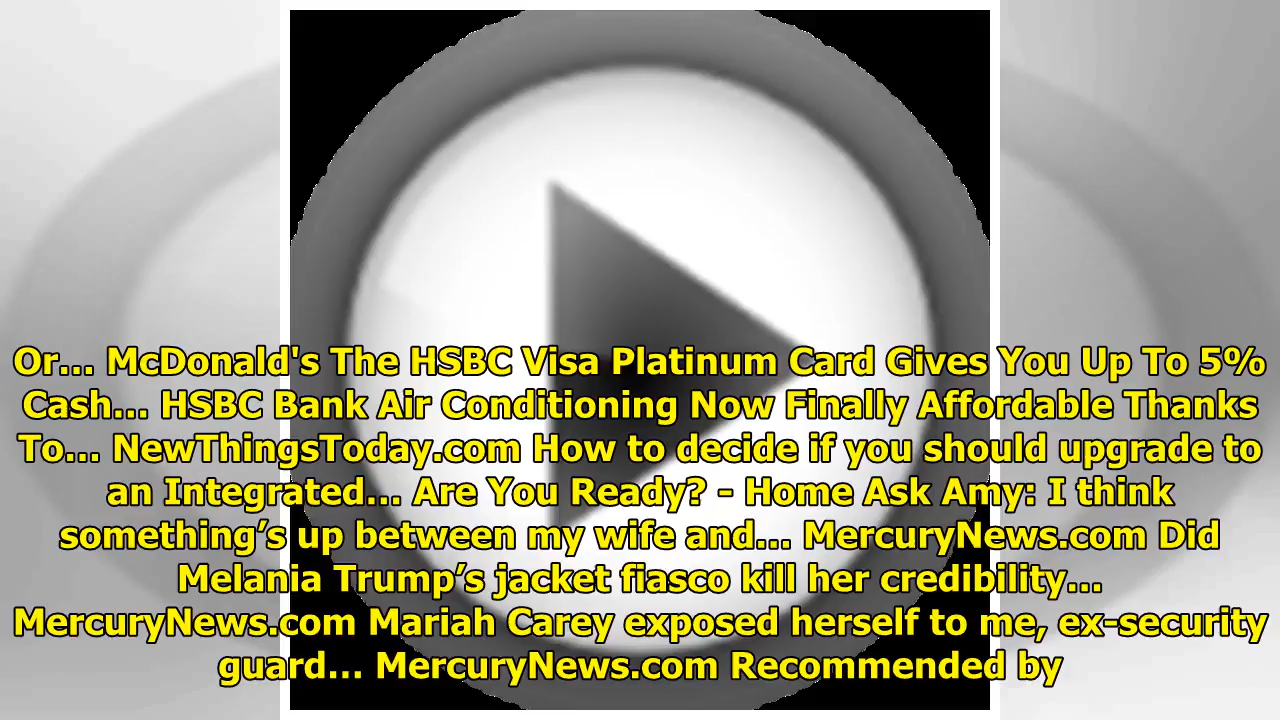 Or... McDonald's The HSBC Visa Platinum Card Gives You Up To 5%
Cash... HSBC Bank Air Conditioning Now Finally Affordable Thanks
To... NewThingsToday.com How to decide if you should upgrade to
an Integrated... Are You Ready? - Home Ask Amy: I think
something’s up between my wife and... MercuryNews.com Did
Melania Trump’s jacket fiasco kill her credibility...
MercuryNews.com Mariah Carey exposed herself to me, ex-security
guard... MercuryNews.com Recommended by